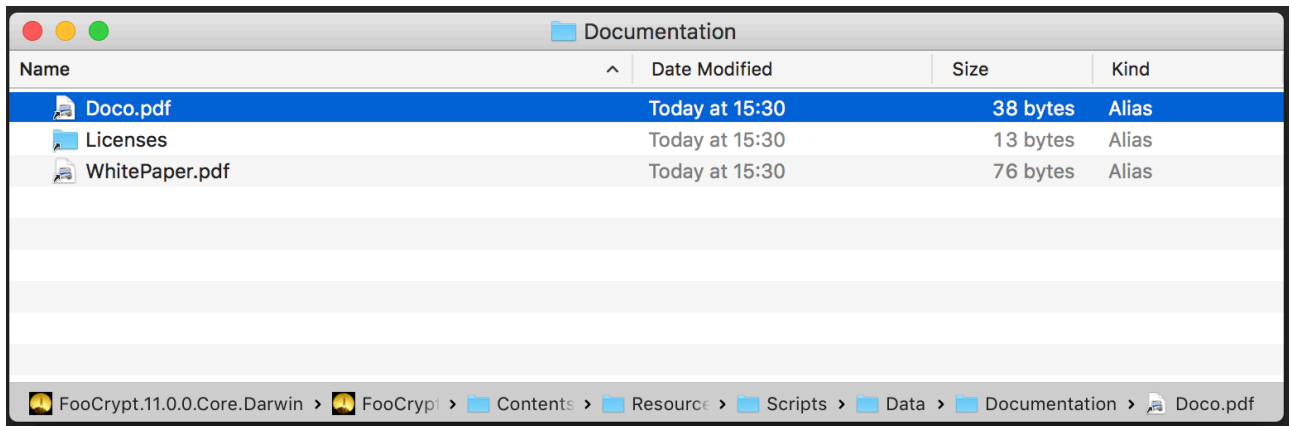 Documentation
Name Date Modified Size Kind
Doco.pdf Today at 15:30 38 bytes Alias
Licenses Today at 15:30 13 bytes Alias
WhitePaper.pdf Today at 15:30 76 bytes Alias
FooCrypt.11.0.0.Core.Darwin › FooCrypt › Contents › Resource › Scripts › Data › Documentation › Doco.pdf